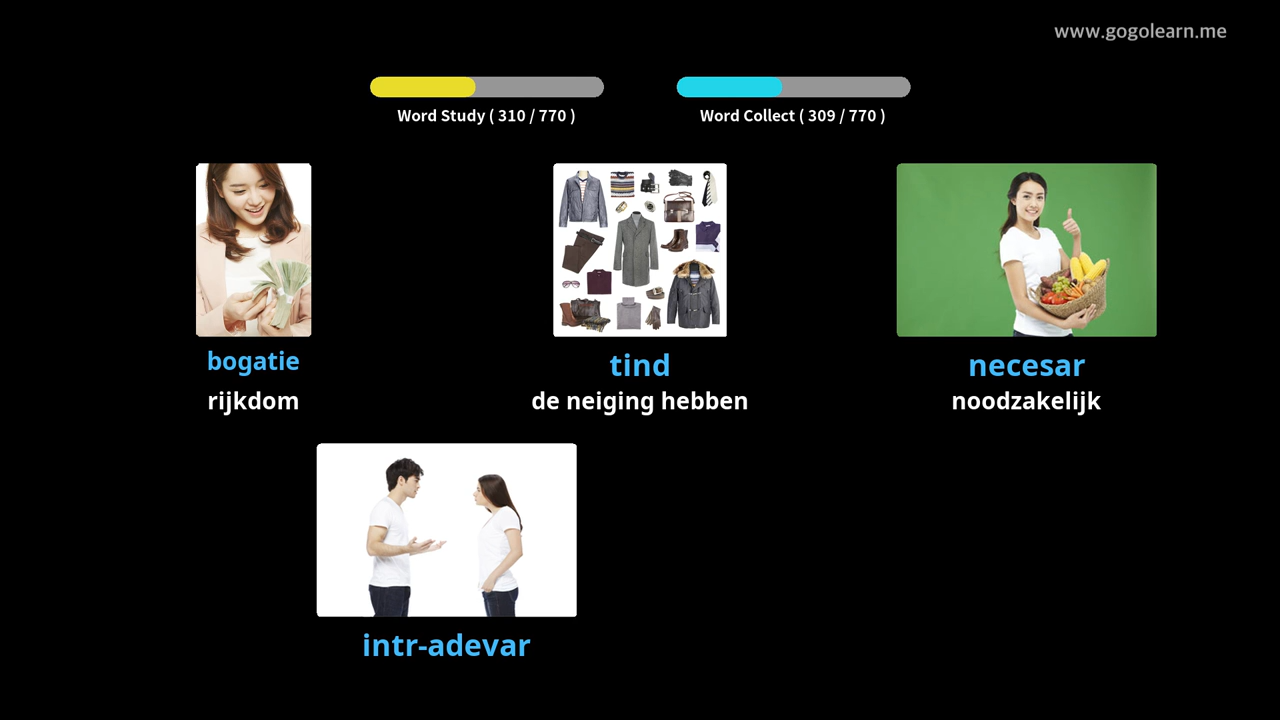 www.gogolearn.me
Word Study ( 310 / 770 )
Word Collect ( 309 / 770 )
bogatie
rijkdom
tind
de neiging hebben
necesar
noodzakelijk
intr-adevar